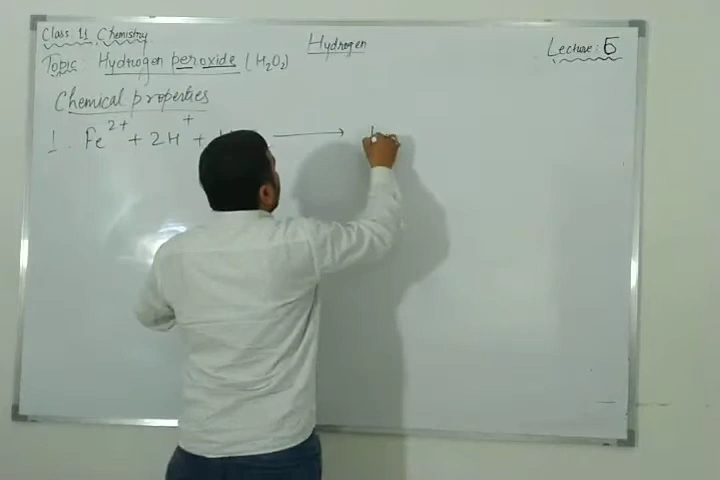 Class 11 Chemistry
Hydrogen
Lecture: 5
Topic Hydrogen peroxide (H₂O₂)
Chemical properties
1. Fe²⁺ + 2H⁺ + H →